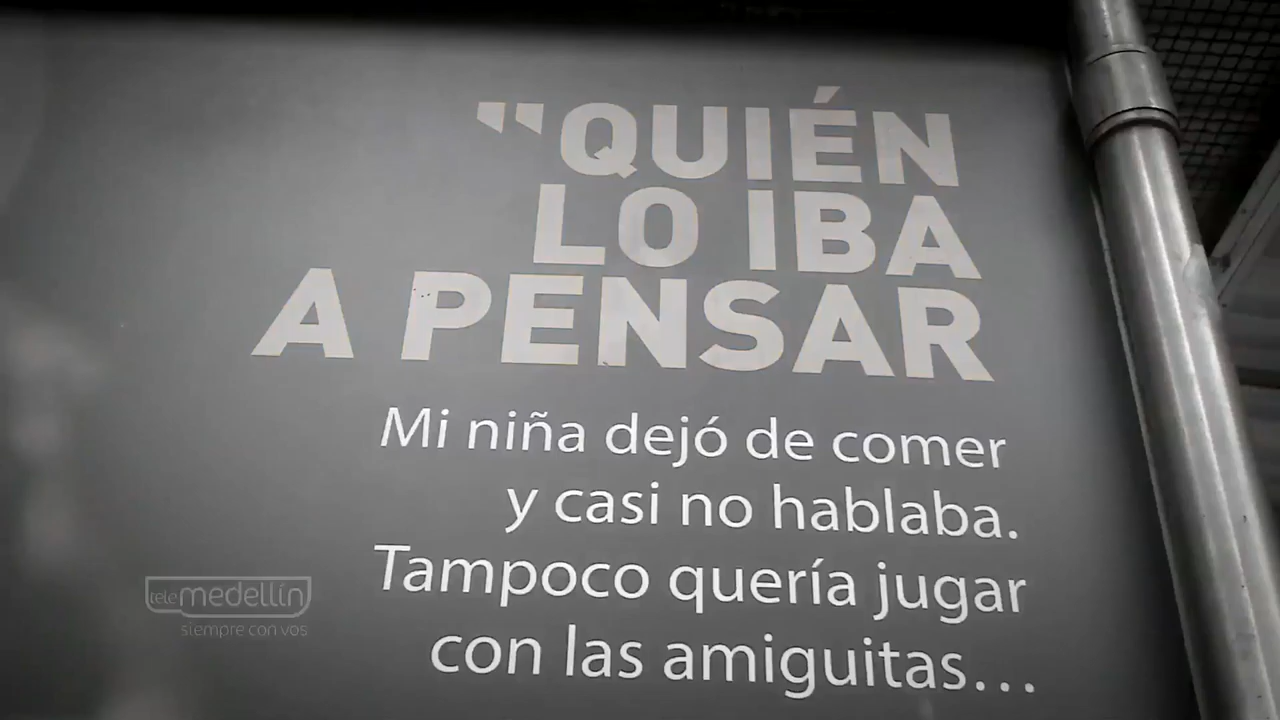 "QUIÉN
LO IBA
A PENSAR
Mi niña dejó de comer
y casi no hablaba.
Tampoco quería jugar
con las amiguitas...
telemedellín
siempre con vos